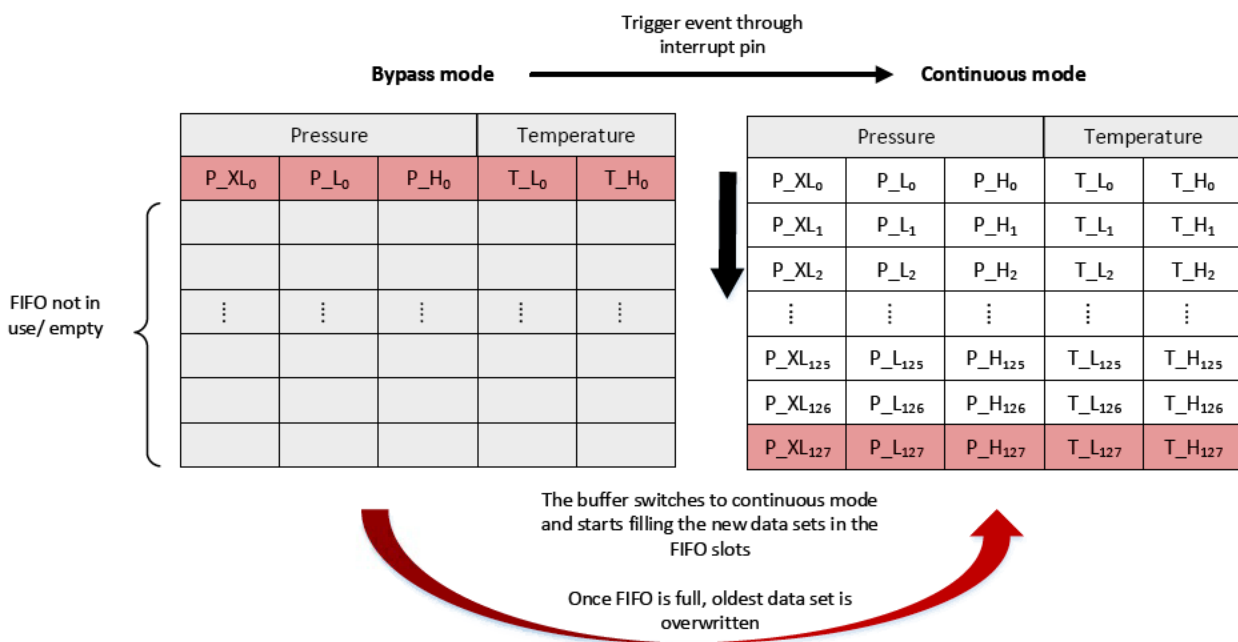 Trigger event through
interrupt pin
Bypass mode
Continuous mode
Pressure Temperature
P_XL₀ P_L₀ P_H₀ T_L₀ T_H₀
⋮ ⋮ ⋮ ⋮ ⋮
FIFO not in
use/ empty
Pressure Temperature
P_XL₀ P_L₀ P_H₀ T_L₀ T_H₀
P_XL₁ P_L₁ P_H₁ T_L₁ T_H₁
P_XL₂ P_L₂ P_H₂ T_L₂ T_H₂
⋮ ⋮ ⋮ ⋮ ⋮
P_XL₁₂₅ P_L₁₂₅ P_H₁₂₅ T_L₁₂₅ T_H₁₂₅
P_XL₁₂₆ P_L₁₂₆ P_H₁₂₆ T_L₁₂₆ T_H₁₂₆
P_XL₁₂₇ P_L₁₂₇ P_H₁₂₇ T_L₁₂₇ T_H₁₂₇
The buffer switches to continuous mode
and starts filling the new data sets in the
FIFO slots
Once FIFO is full, oldest data set is
overwritten